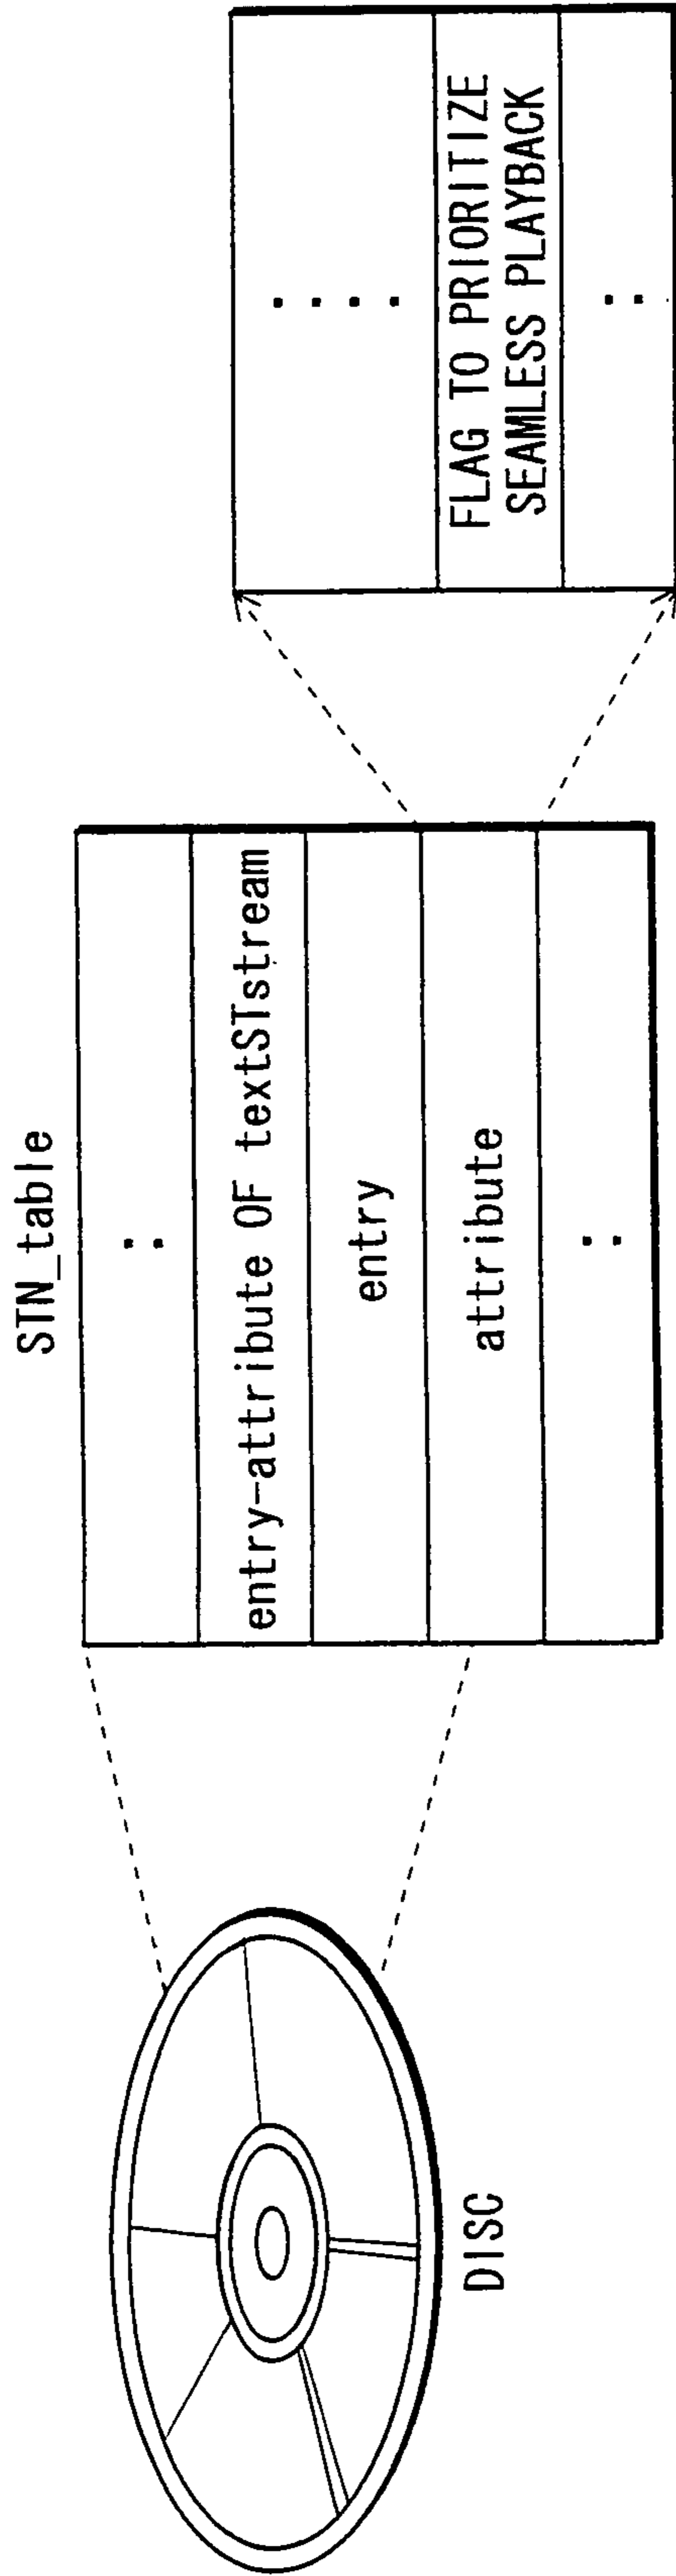 DISC
STN_table
:
entry-attribute OF textSTstream
entry
attribute
:
FLAG TO PRIORITIZE
SEAMLESS PLAYBACK
: